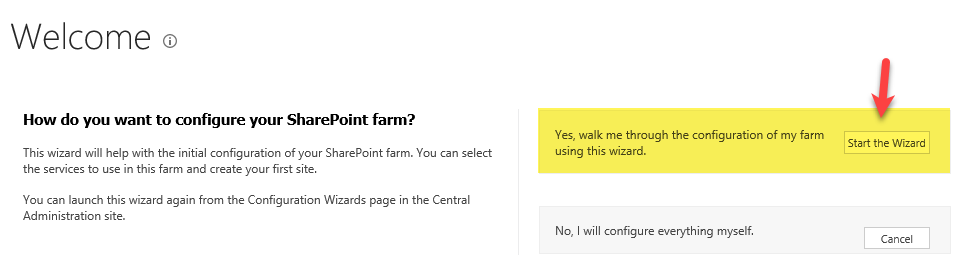 Welcome
How do you want to configure your SharePoint farm?
This wizard will help with the initial configuration of your SharePoint farm. You can select
the services to use in this farm and create your first site.
You can launch this wizard again from the Configuration Wizards page in the Central
Administration site.
Yes, walk me through the configuration of my farm
using this wizard.
Start the Wizard
No, I will configure everything myself.
Cancel